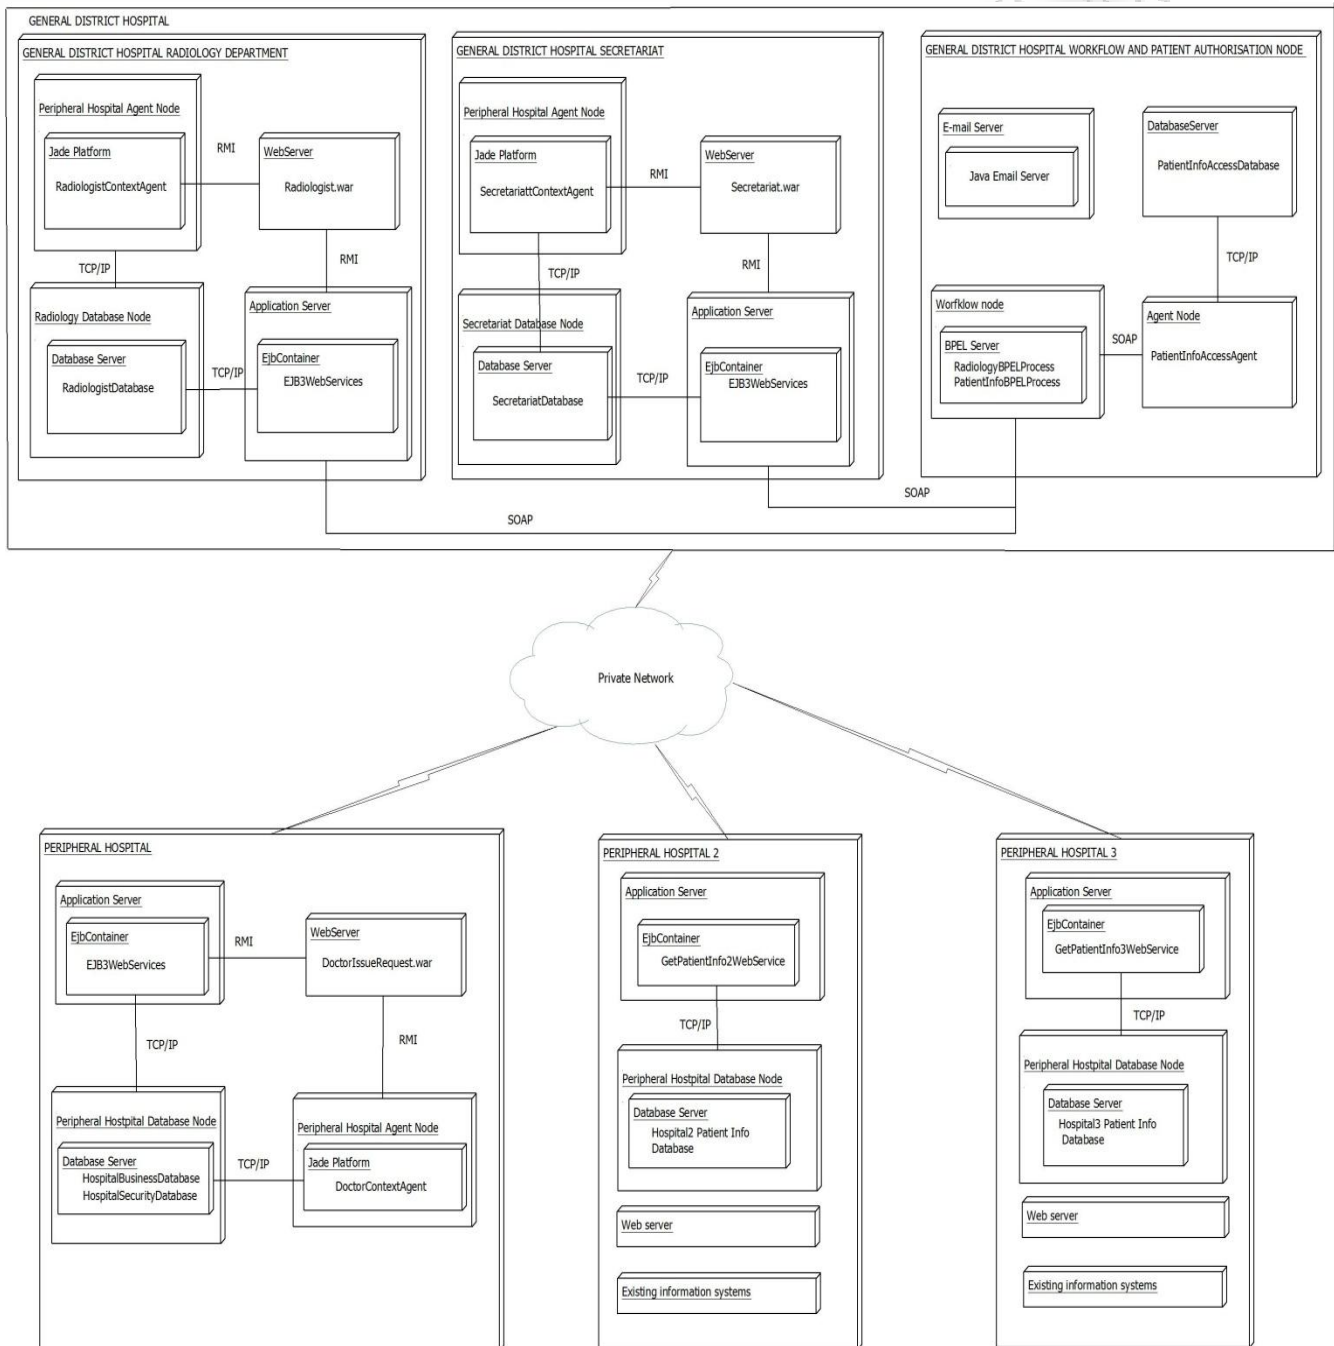 GENERAL DISTRICT HOSPITAL
GENERAL DISTRICT HOSPITAL RADIOLOGY DEPARTMENT
Peripheral Hospital Agent Node
Jade Platform
RadiologistContextAgent
RMI
WebServer
Radiologist.war
TCP/IP
RMI
Radiology Database Node
Database Server
RadiologistDatabase
TCP/IP
Application Server
EjbContainer
EJB3WebServices
GENERAL DISTRICT HOSPITAL SECRETARIAT
Peripheral Hospital Agent Node
Jade Platform
SecretariattContextAgent
RMI
WebServer
Secretariat.war
TCP/IP
RMI
Secretariat Database Node
Database Server
SecretariatDatabase
TCP/IP
Application Server
EjbContainer
EJB3WebServices
GENERAL DISTRICT HOSPITAL WORKFLOW AND PATIENT AUTHORISATION NODE
E-mail Server
Java Email Server
DatabaseServer
PatientInfoAccessDatabase
TCP/IP
Worfklow node
BPEL Server
RadiologyBPELProcess
PatientInfoBPELProcess
SOAP
Agent Node
PatientInfoAccessAgent
SOAP
SOAP
Private Network
PERIPHERAL HOSPITAL
Application Server
EjbContainer
EJB3WebServices
RMI
WebServer
DoctorIssueRequest.war
TCP/IP
RMI
Peripheral Hostpital Database Node
Database Server
HospitalBusinessDatabase
HospitalSecurityDatabase
TCP/IP
Peripheral Hospital Agent Node
Jade Platform
DoctorContextAgent
PERIPHERAL HOSPITAL 2
Application Server
EjbContainer
GetPatientInfo2WebService
TCP/IP
Peripheral Hostpital Database Node
Database Server
Hospital2 Patient Info
Database
Web server
Existing information systems
PERIPHERAL HOSPITAL 3
Application Server
EjbContainer
GetPatientInfo3WebService
TCP/IP
Peripheral Hostpital Database Node
Database Server
Hospital3 Patient Info
Database
Web server
Existing information systems